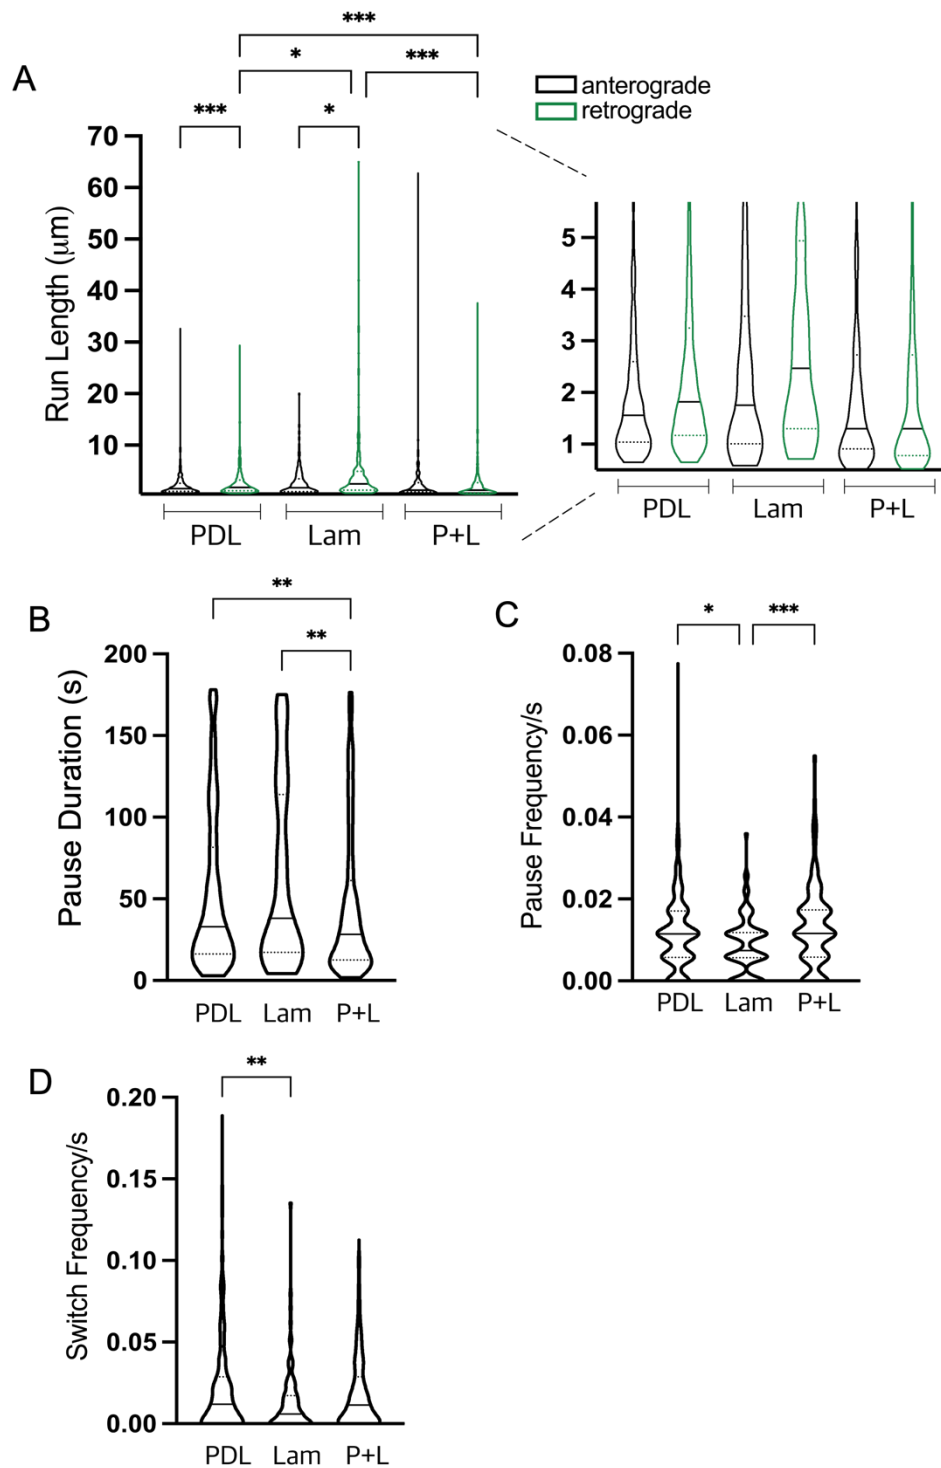 ***
* ***
A
anterograde
retrograde
*** *
70
60
50
40
30
20
10
Run Length (μm)
PDL Lam P+L
5
4
3
2
1
PDL Lam P+L
B
**
**
200
150
100
50
0
Pause Duration (s)
PDL Lam P+L
C
* ***
0.08
0.06
0.04
0.02
0.00
Pause Frequency/s
PDL Lam P+L
D
**
0.20
0.15
0.10
0.05
0.00
Switch Frequency/s
PDL Lam P+L